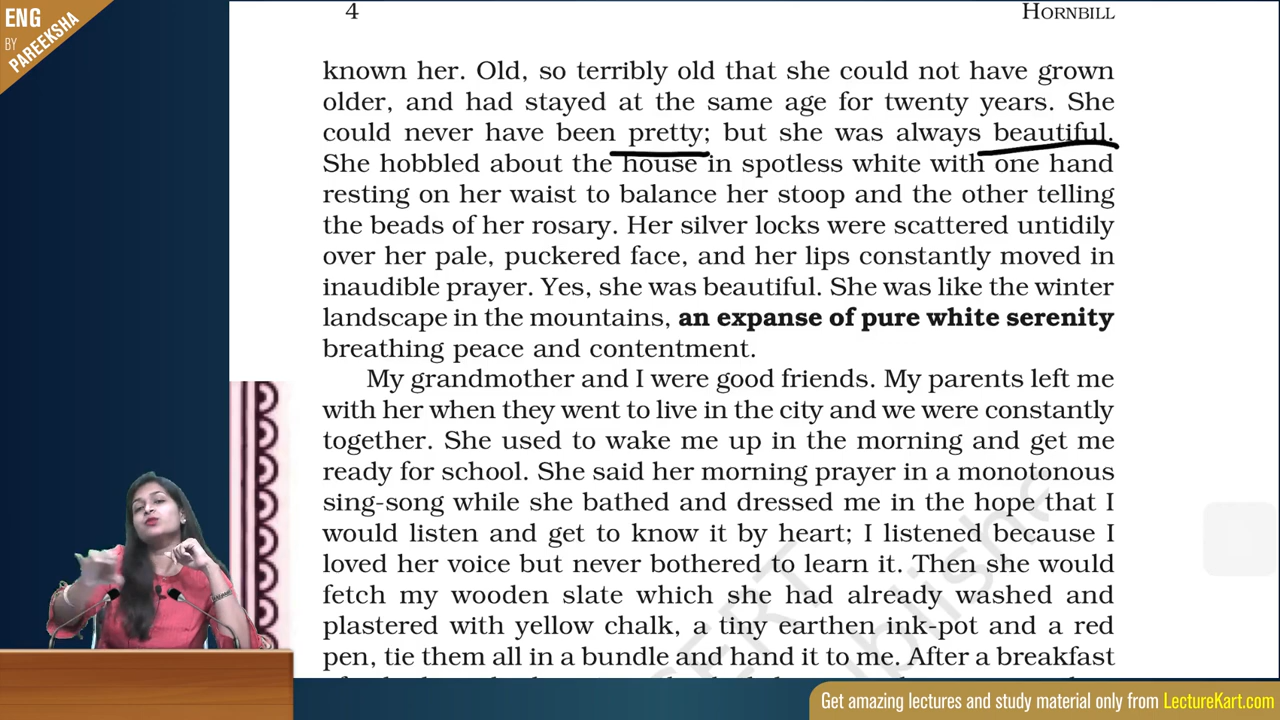 ENG
BY
PAREEKSHA
4
HORNBILL
known her. Old, so terribly old that she could not have grown
older, and had stayed at the same age for twenty years. She
could never have been pretty; but she was always beautiful.
She hobbled about the house in spotless white with one hand
resting on her waist to balance her stoop and the other telling
the beads of her rosary. Her silver locks were scattered untidily
over her pale, puckered face, and her lips constantly moved in
inaudible prayer. Yes, she was beautiful. She was like the winter
landscape in the mountains, an expanse of pure white serenity
breathing peace and contentment.
My grandmother and I were good friends. My parents left me
with her when they went to live in the city and we were constantly
together. She used to wake me up in the morning and get me
ready for school. She said her morning prayer in a monotonous
sing-song while she bathed and dressed me in the hope that I
would listen and get to know it by heart; I listened because I
loved her voice but never bothered to learn it. Then she would
fetch my wooden slate which she had already washed and
plastered with yellow chalk, a tiny earthen ink-pot and a red
pen, tie them all in a bundle and hand it to me. After a breakfast
Get amazing lectures and study material only from LectureKart.com